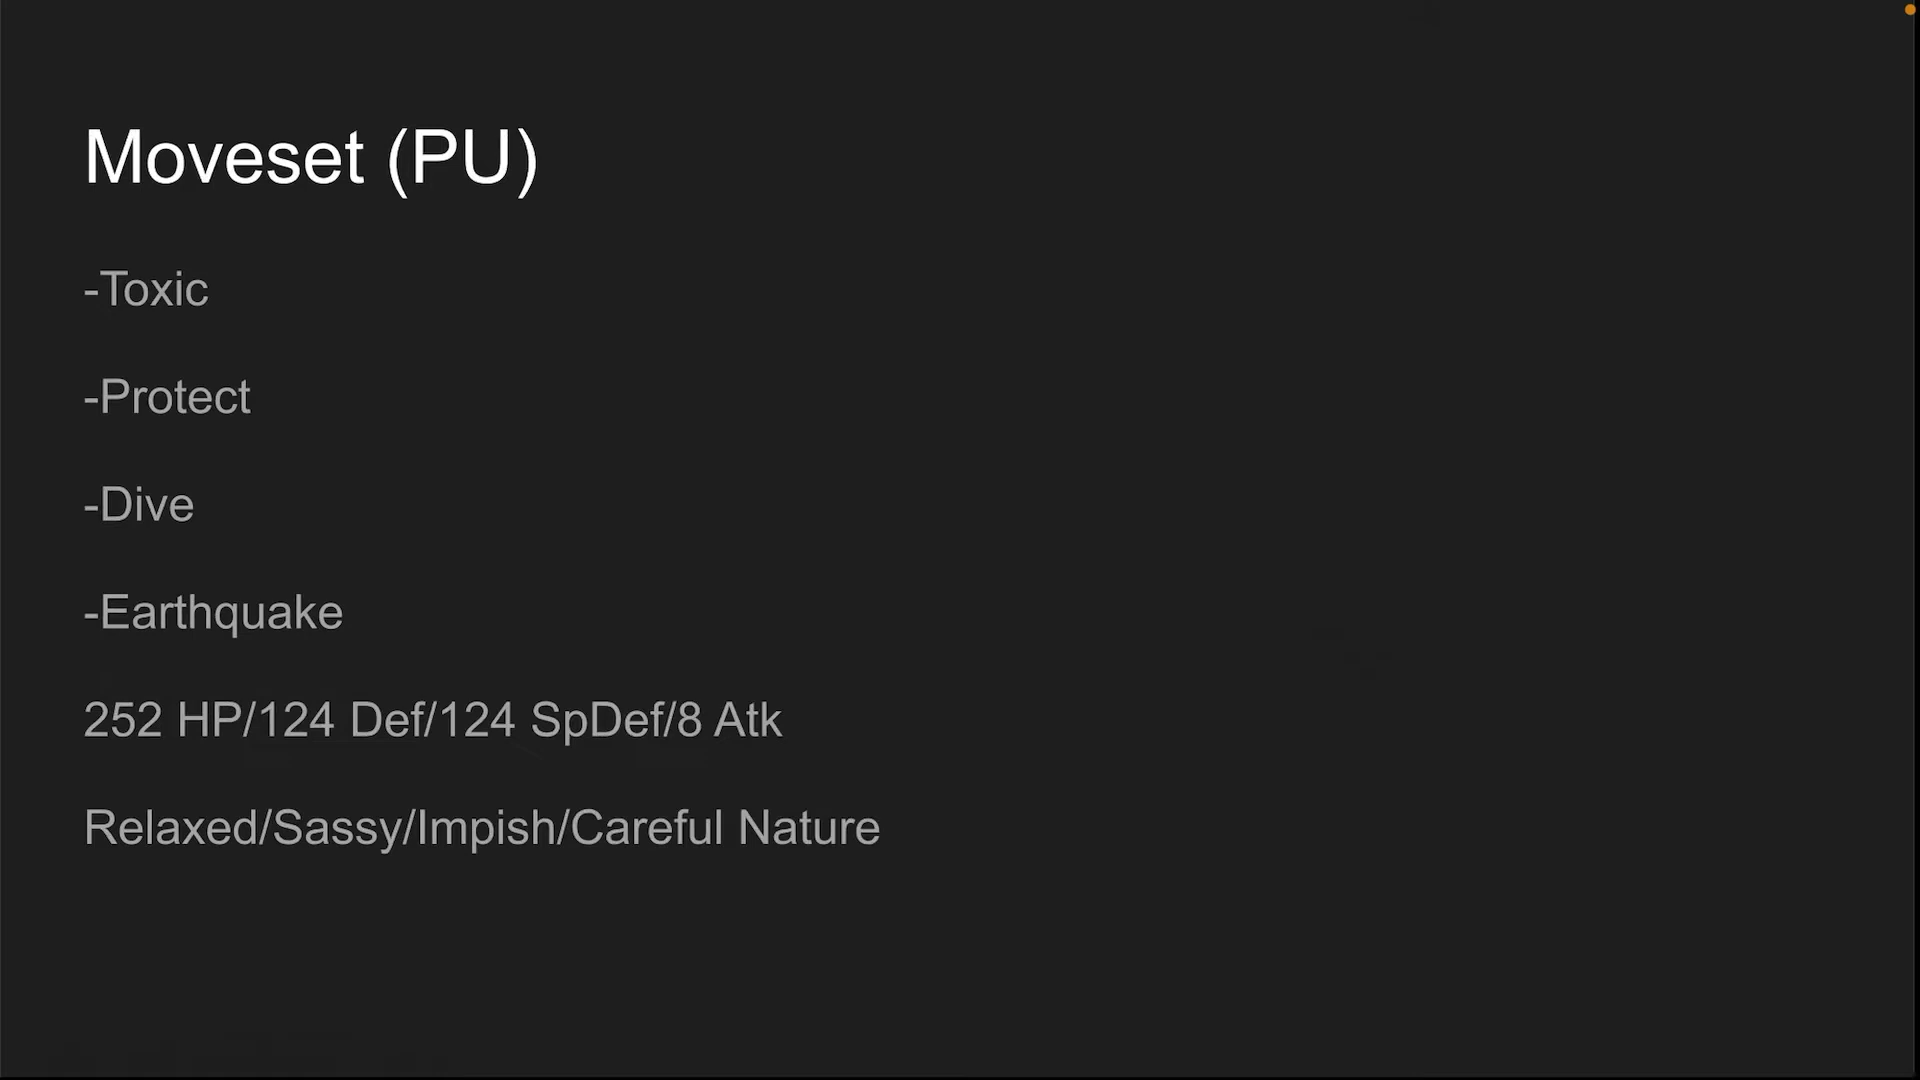 Moveset (PU)
-Toxic
-Protect
-Dive
-Earthquake
252 HP/124 Def/124 SpDef/8 Atk
Relaxed/Sassy/Impish/Careful Nature